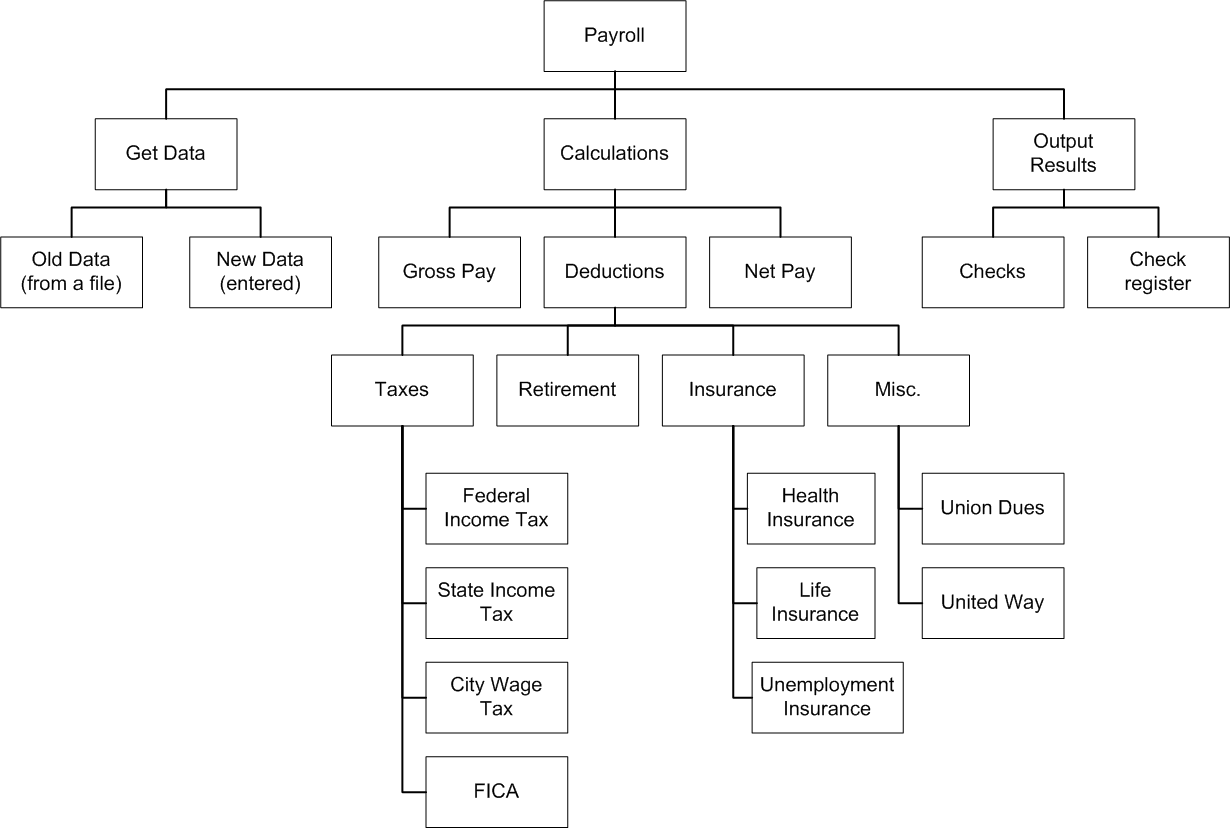 Payroll
Get Data
Calculations
Output
Results
Old Data
(from a file)
New Data
(entered)
Gross Pay
Deductions
Net Pay
Checks
Check
register
Taxes
Retirement
Insurance
Misc.
Federal
Income Tax
State Income
Tax
City Wage
Tax
FICA
Health
Insurance
Life
Insurance
Unemployment
Insurance
Union Dues
United Way